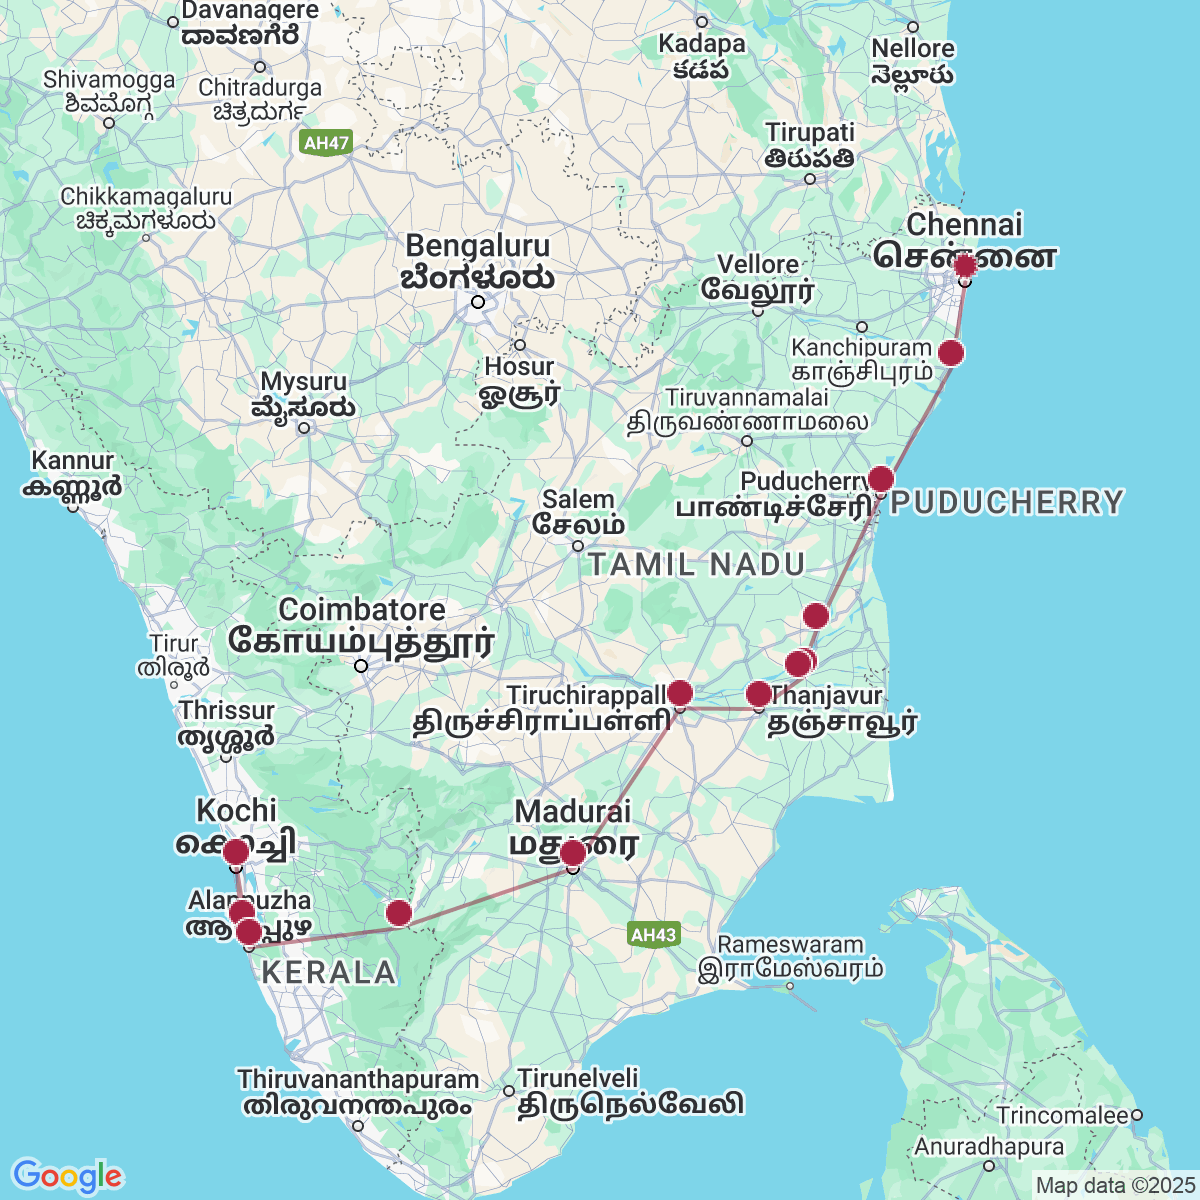 Davanagere
ದಾವಣಗೆರೆ
Kadapa
కడప
Nellore
నెల్లూరు
Shivamogga
ಶಿವಮೊಗ್ಗ
Chitradurga
ಚಿತ್ರದುರ್ಗ
AH47
Tirupati
తిరుపతి
Chikkamagaluru
ಚಿಕ್ಕಮಗಳೂರು
Chennai
சென்னை
Bengaluru
ಬೆಂಗಳೂರು
Vellore
வேலூர்
Kanchipuram
காஞ்சிபுரம்
Hosur
ஓசூர்
Mysuru
ಮೈಸೂರು
Tiruvannamalai
திருவண்ணாமலை
Kannur
കണ്ണൂർ
Puducherry
பாண்டிச்சேரி
PUDUCHERRY
Salem
சேலம்
TAMIL NADU
Coimbatore
கோயம்புத்தூர்
Tirur
തിരൂർ
Thrissur
തൃശ്ശൂർ
Tiruchirappalli
திருச்சிராப்பள்ளி
Thanjavur
தஞ்சாவூர்
Kochi
കൊച്ചി
Madurai
மதுரை
Alappuzha
ആലപ്പുഴ
AH43
Rameswaram
இராமேஸ்வரம்
KERALA
Thiruvananthapuram
തിരുവനന്തപുരം
Tirunelveli
திருநெல்வேலி
Trincomalee
Anuradhapura
Google
Map data ©2025